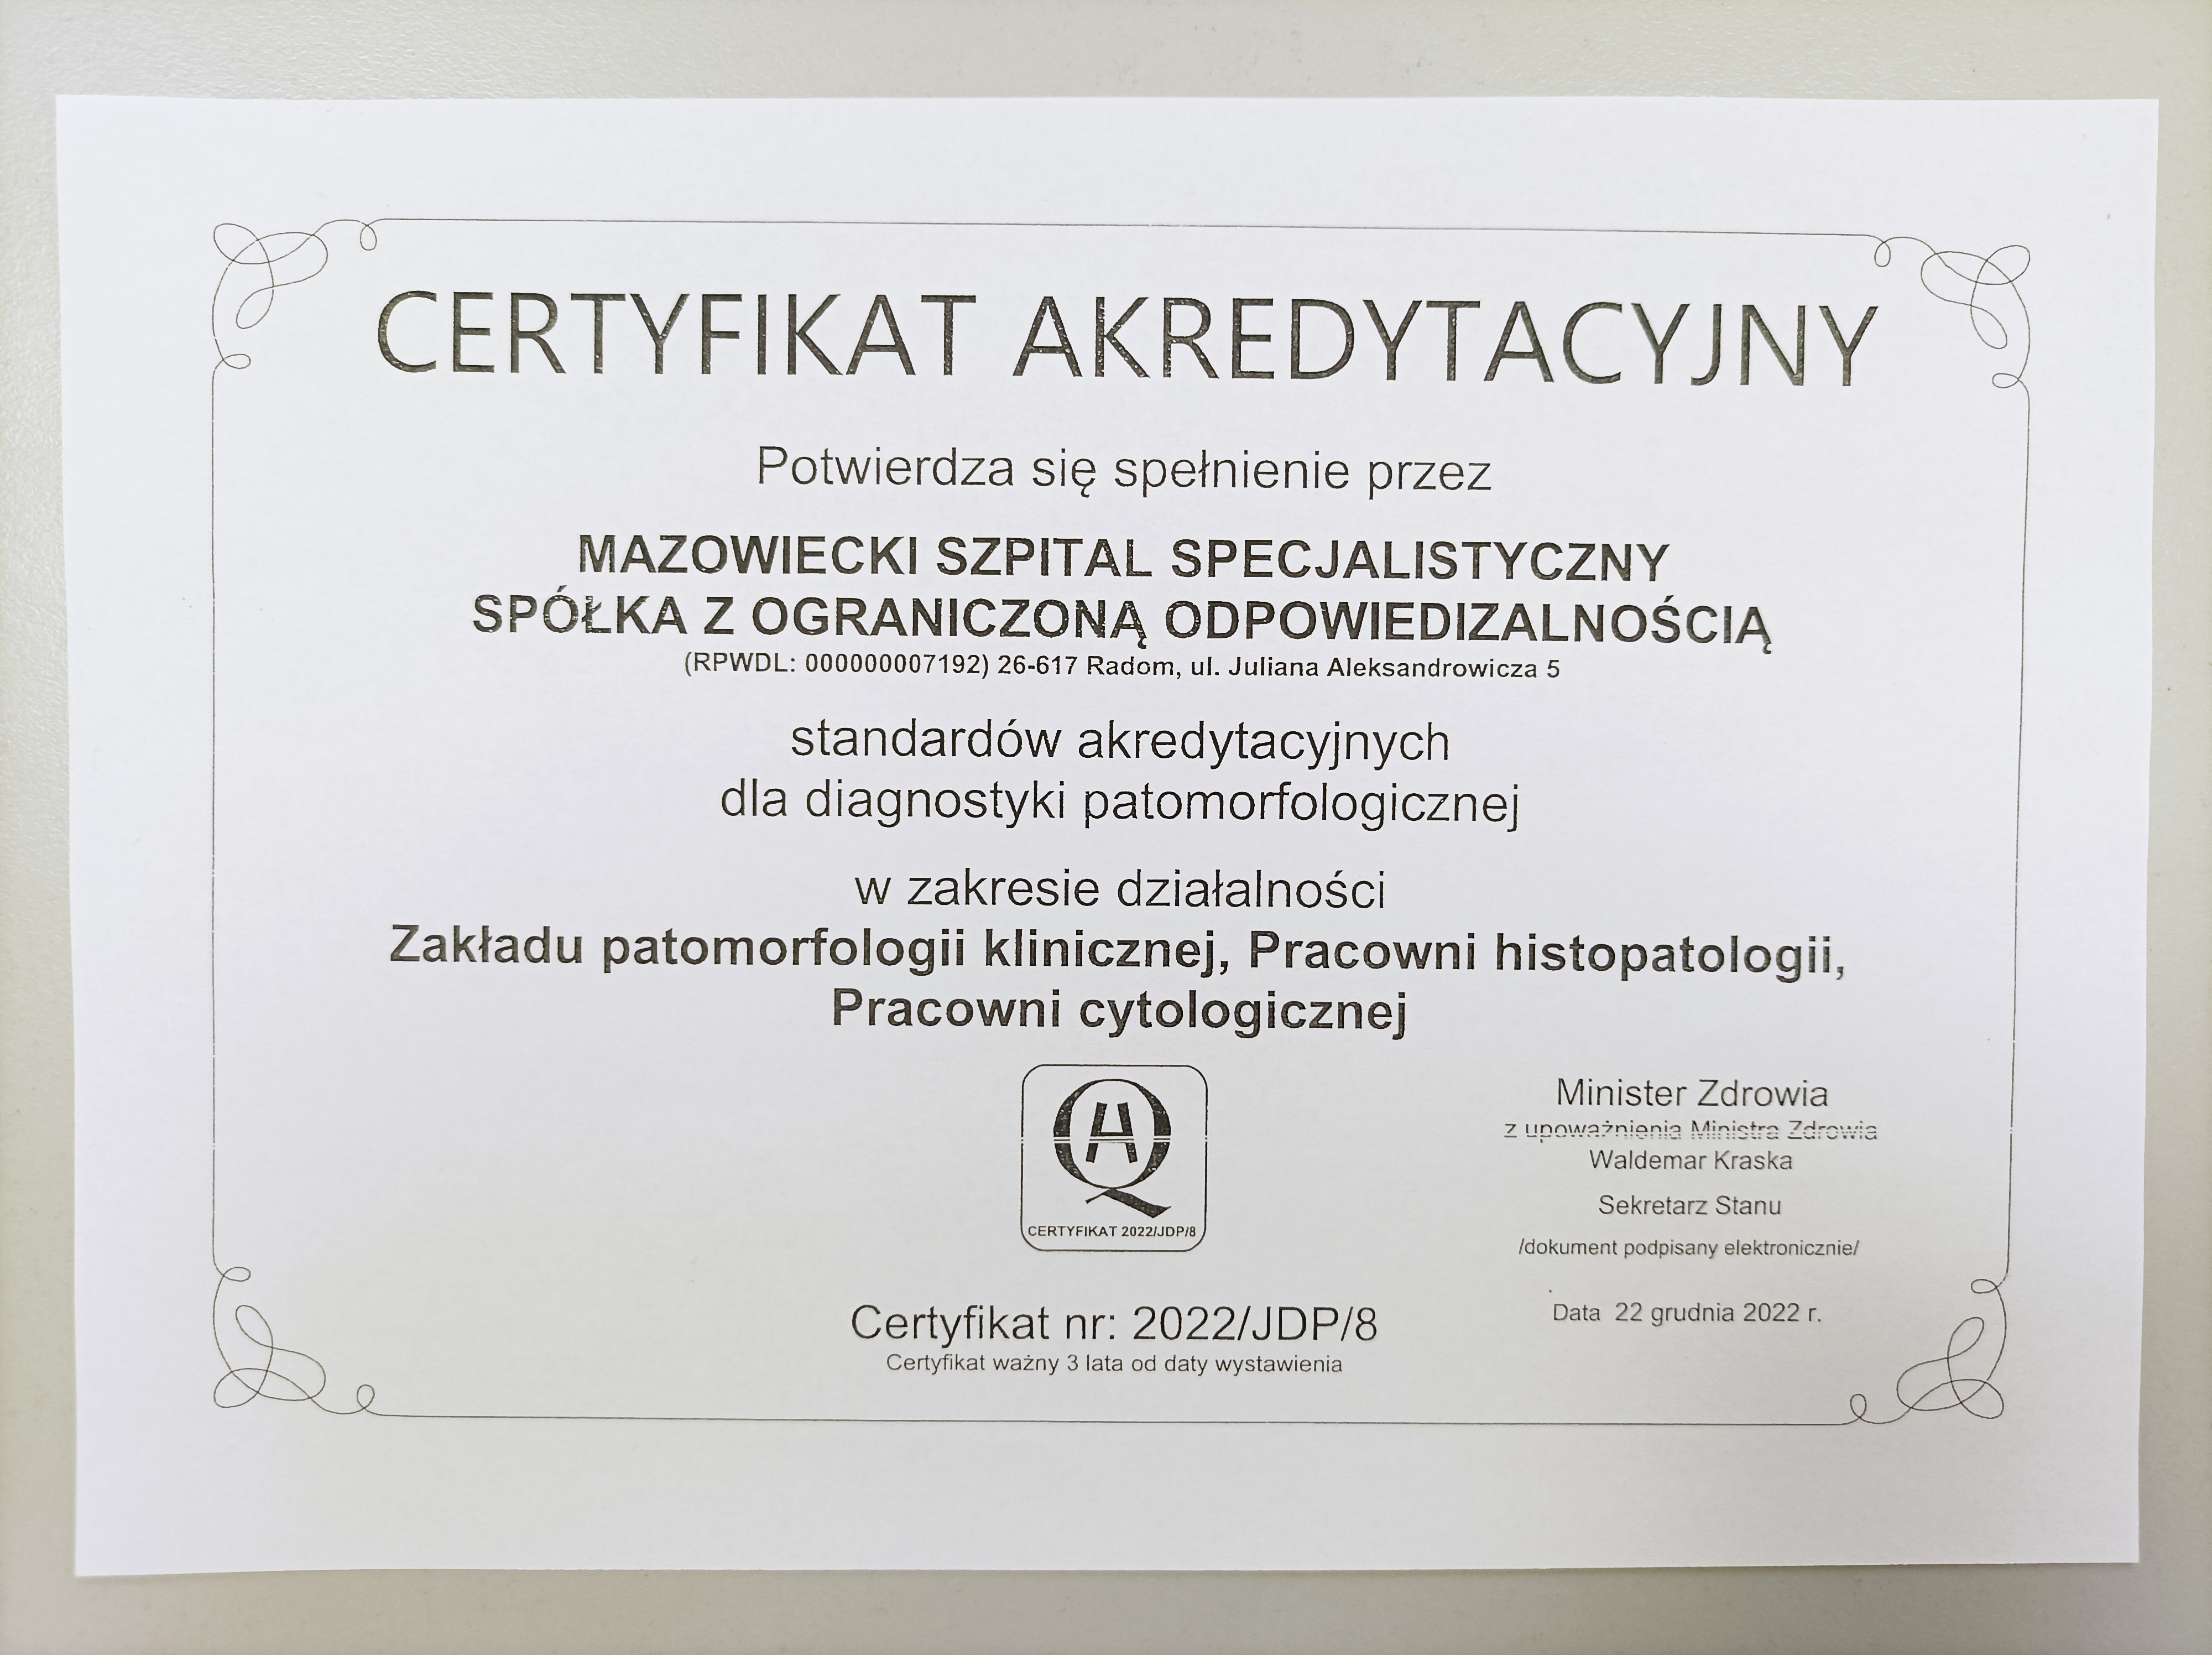 CERTYFIKAT AKREDYTACYJNY
Potwierdza się spełnienie przez
MAZOWIECKI SZPITAL SPECJALISTYCZNY
SPÓŁKA Z OGRANICZONĄ ODPOWIEDIZALNOŚCIĄ
(RPWDL: 000000007192) 26-617 Radom, ul. Juliana Aleksandrowicza 5
standardów akredytacyjnych
dla diagnostyki patomorfologicznej
w zakresie działalności
Zakładu patomorfologii klinicznej, Pracowni histopatologii,
Pracowni cytologicznej
QH
CERTYFIKAT 2022/JDP/8
Minister Zdrowia
z upoważnienia Ministra Zdrowia
Waldemar Kraska
Sekretarz Stanu
/dokument podpisany elektronicznie/
Data 22 grudnia 2022 r.
Certyfikat nr: 2022/JDP/8
Certyfikat ważny 3 lata od daty wystawienia